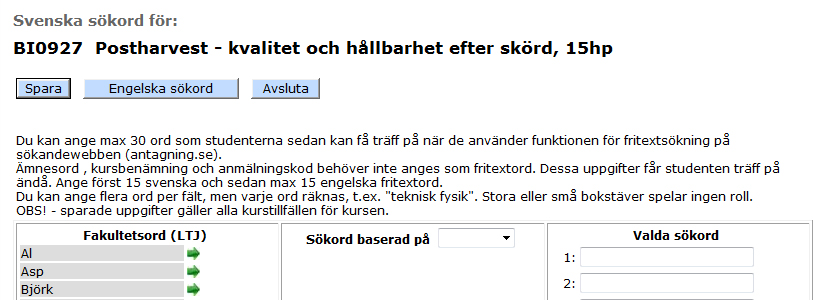 Svenska sökord för:
BI0927 Postharvest - kvalitet och hållbarhet efter skörd, 15hp
Spara Engelska sökord Avsluta
Du kan ange max 30 ord som studenterna sedan kan få träff på när de använder funktionen för fritextsökning på
sökandewebben (antagning.se).
Ämnesord , kursbenämning och anmälningskod behöver inte anges som fritextord. Dessa uppgifter får studenten träff på
ändå. Ange först 15 svenska och sedan max 15 engelska fritextord.
Du kan ange flera ord per fält, men varje ord räknas, t.ex. "teknisk fysik". Stora eller små bokstäver spelar ingen roll.
OBS! - sparade uppgifter gäller alla kurstillfällen för kursen.
Fakultetsord (LTJ) Sökord baserad på Valda sökord
Al 1:
Asp 2:
Björk 3: